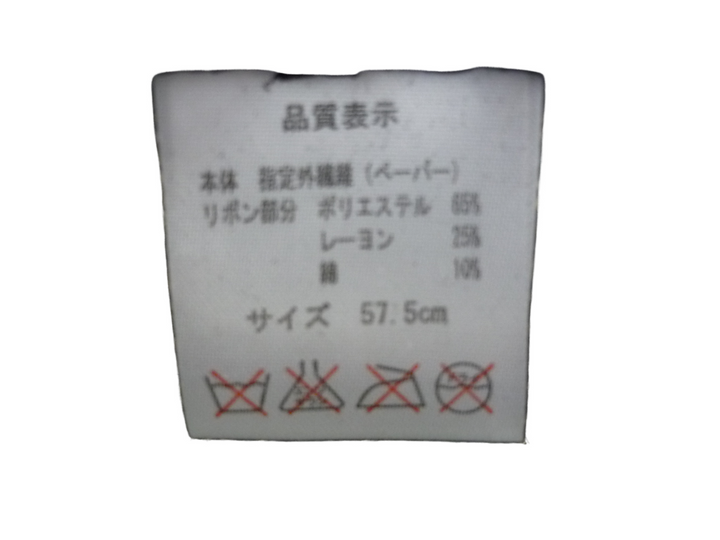 品質表示
本体 指定外繊維（ペーパー）
リボン部分 ポリエステル 65%
レーヨン 25%
綿 10%
サイズ 57.5cm